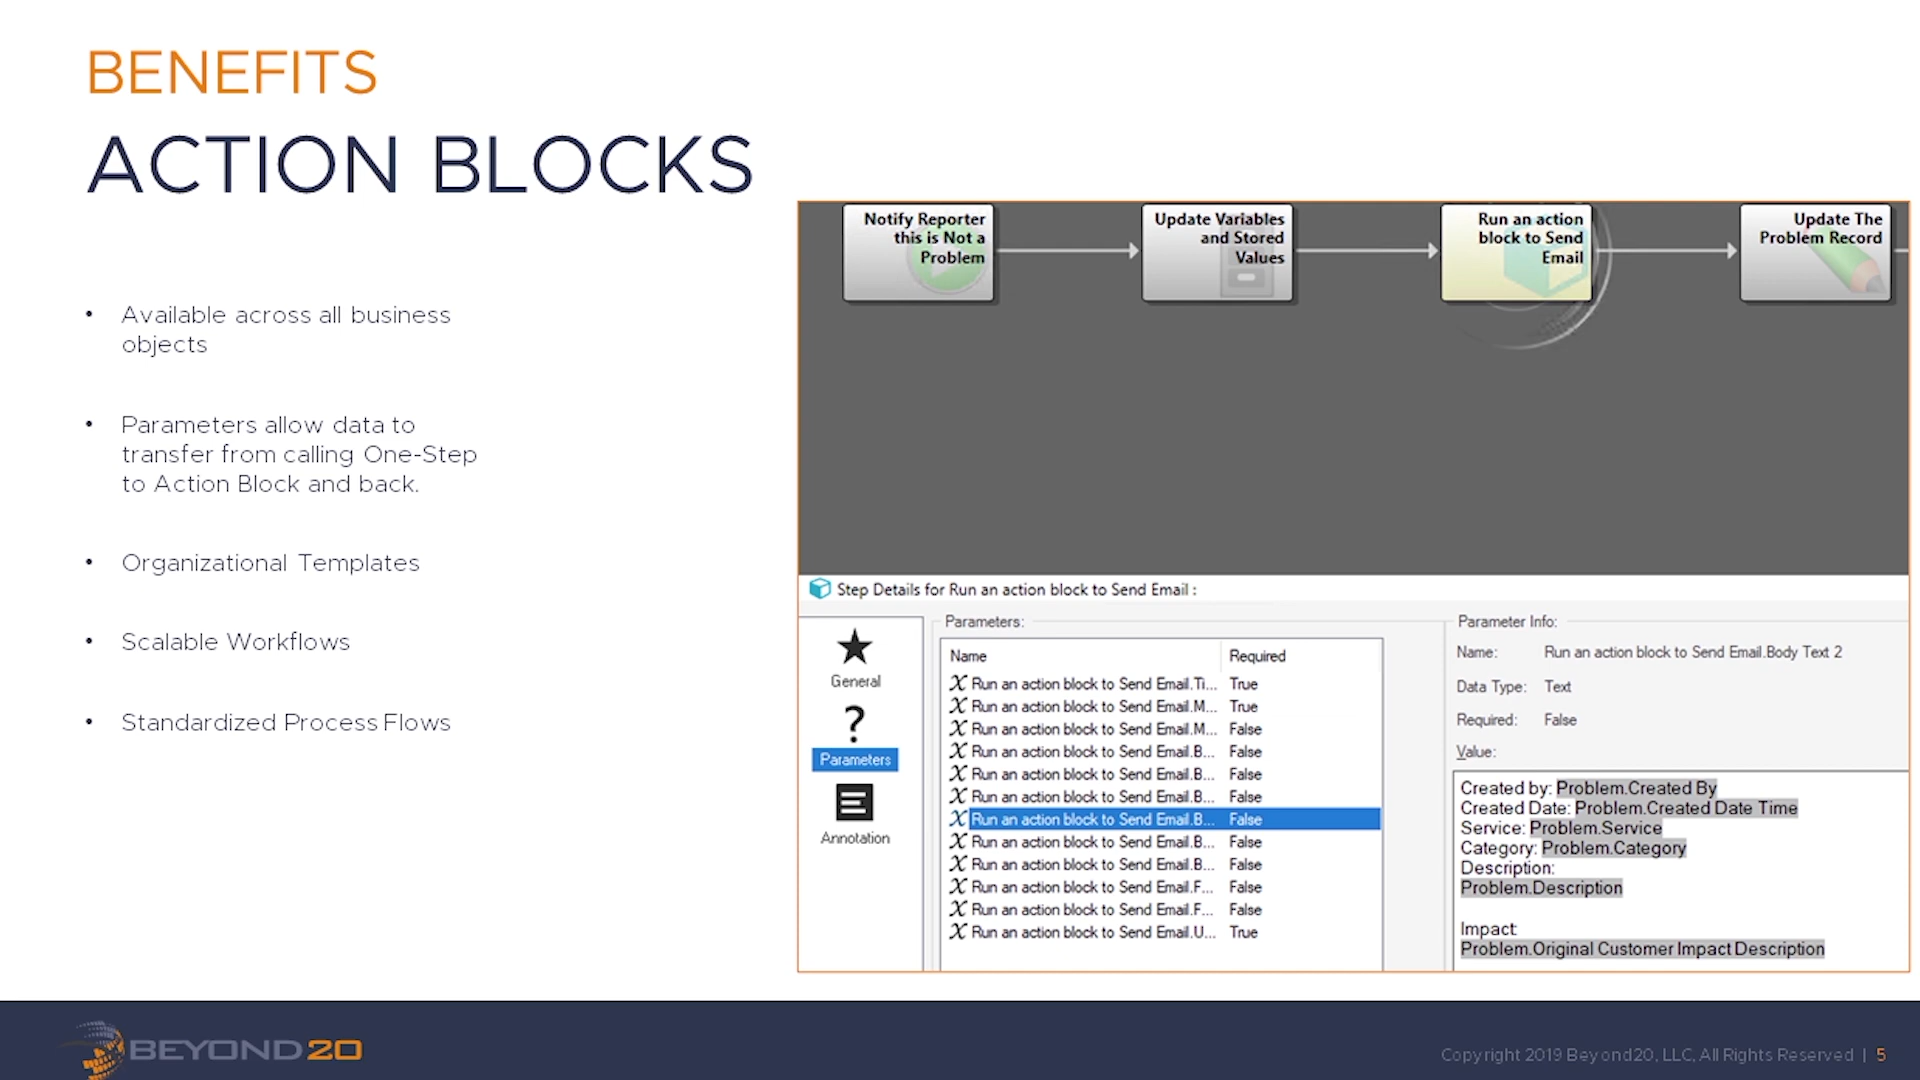 BENEFITS
ACTION BLOCKS
• Available across all business
objects
• Parameters allow data to
transfer from calling One-Step
to Action Block and back.
• Organizational Templates
• Scalable Workflows
• Standardized Process Flows
Notify Reporter
this is Not a
Problem
Update Variables
and Stored
Values
Run an action
block to Send
Email
Update The
Problem Record
Step Details for Run an action block to Send Email :
General
Parameters
Annotation
Parameters:
Name Required
Run an action block to Send Email.Ti... True
Run an action block to Send Email.M... True
Run an action block to Send Email.M... False
Run an action block to Send Email.B... False
Run an action block to Send Email.B... False
Run an action block to Send Email.B... False
Run an action block to Send Email.B... False
Run an action block to Send Email.B... False
Run an action block to Send Email.B... False
Run an action block to Send Email.F... False
Run an action block to Send Email.F... False
Run an action block to Send Email.U... True
Parameter Info:
Name: Run an action block to Send Email.Body Text 2
Data Type: Text
Required: False
Value:
Created by: Problem.Created By
Created Date: Problem.Created Date Time
Service: Problem.Service
Category: Problem.Category
Description:
Problem.Description
Impact:
Problem.Original Customer Impact Description
BEYOND20
Copyright 2019 Beyond20, LLC, All Rights Reserved | 5